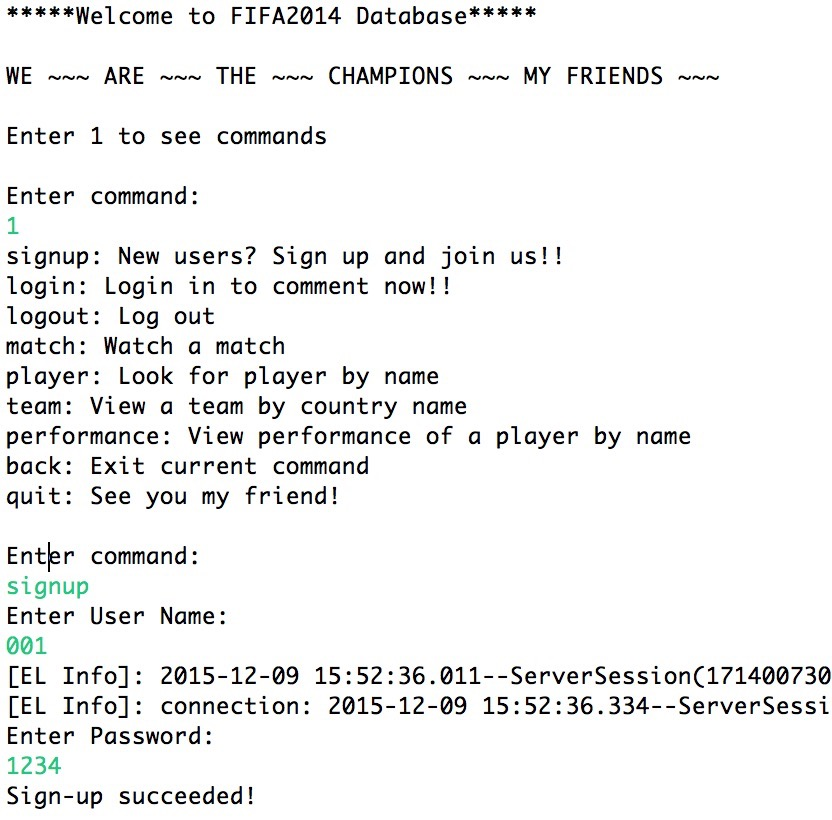 *****Welcome to FIFA2014 Database*****
WE ~~~ ARE ~~~ THE ~~~ CHAMPIONS ~~~ MY FRIENDS ~~~
Enter 1 to see commands
Enter command:
1
signup: New users? Sign up and join us!!
login: Login in to comment now!!
logout: Log out
match: Watch a match
player: Look for player by name
team: View a team by country name
performance: View performance of a player by name
back: Exit current command
quit: See you my friend!
Enter command:
signup
Enter User Name:
001
[EL Info]: 2015-12-09 15:52:36.011--ServerSession(171400730
[EL Info]: connection: 2015-12-09 15:52:36.334--ServerSessi
Enter Password:
1234
Sign-up succeeded!